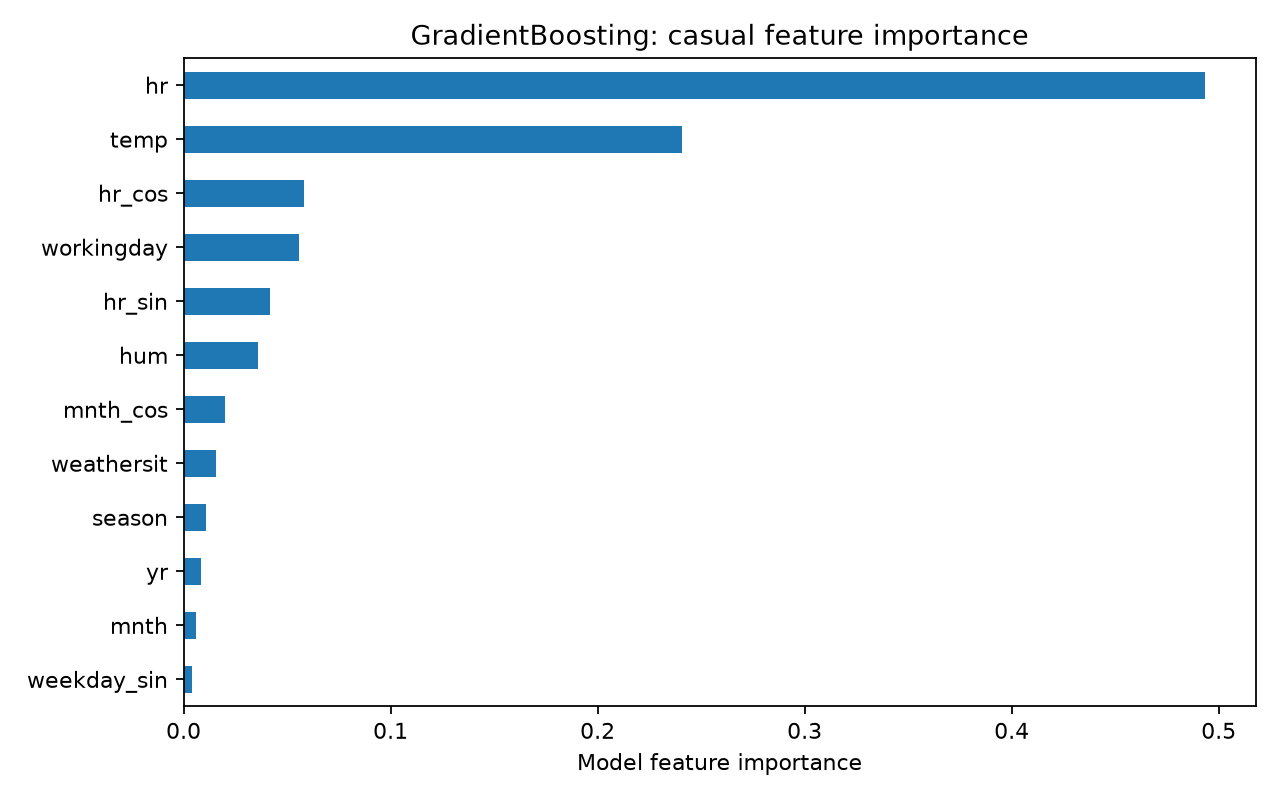 GradientBoosting: casual feature importance
hr
temp
hr_cos
workingday
hr_sin
hum
mnth_cos
weathersit
season
yr
mnth
weekday_sin
0.0 0.1 0.2 0.3 0.4 0.5
Model feature importance